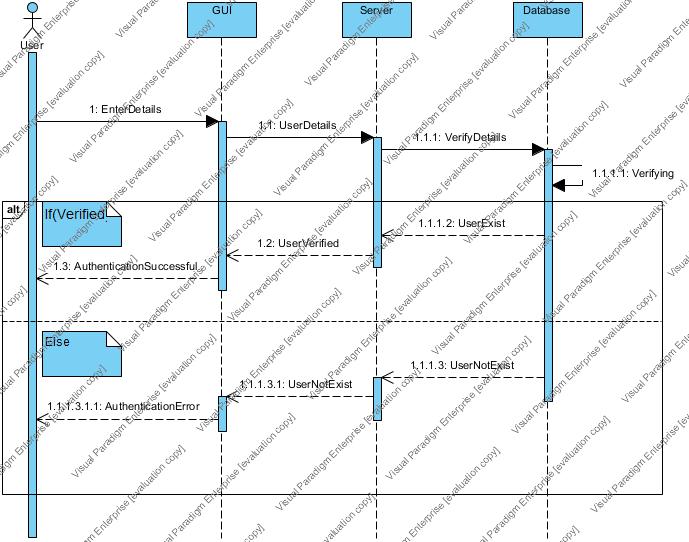 GUI
Server
Database
User
1: EnterDetails
1.1: UserDetails
1.1.1: VerifyDetails
1.1.1.1: Verifying
alt
If(Verified
1.1.1.2: UserExist
1.2: UserVerified
1.3: AuthenticationSuccessful
Else
1.1.1.3: UserNotExist
1.1.1.3.1: UserNotExist
1.1.1.3.1.1: AuthenticationError
Visual Paradigm Enterprise [evaluation copy]